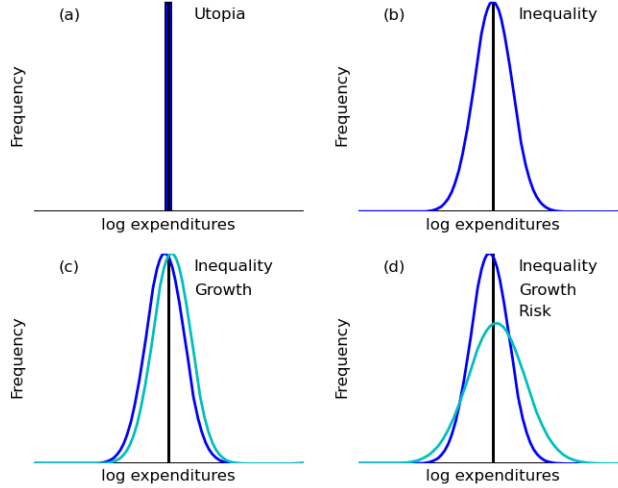 (a)
Utopia
Frequency
log expenditures
(b)
Inequality
Frequency
log expenditures
(c)
Inequality
Growth
Frequency
log expenditures
(d)
Inequality
Growth
Risk
Frequency
log expenditures